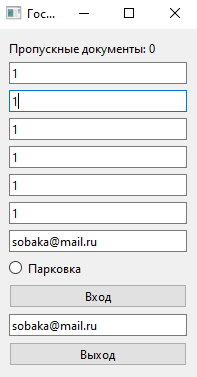 Гос...
Пропускные документы: 0
1
1
1
1
1
1
sobaka@mail.ru
Парковка
Вход
sobaka@mail.ru
Выход